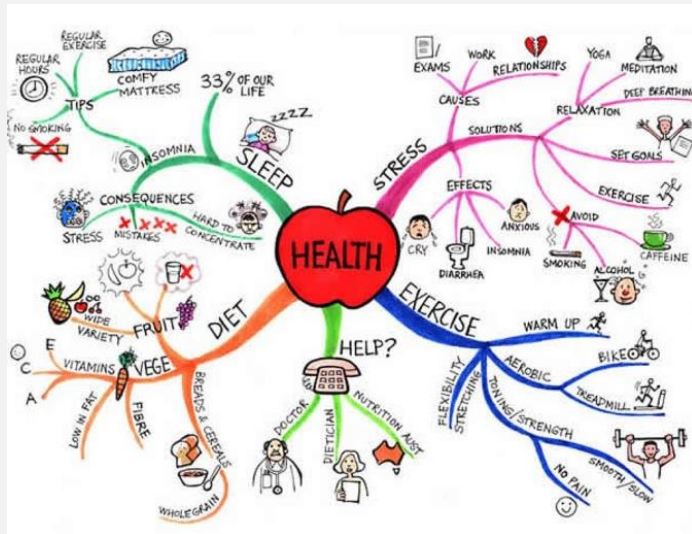 HEALTH
SLEEP
33% OF OUR
LIFE
ZZZZ
INSOMNIA
TIPS
REGULAR
EXERCISE
REGULAR
HOURS
COMFY
MATTRESS
NO SMOKING
CONSEQUENCES
STRESS
MISTAKES
HARD TO
CONCENTRATE
STRESS
CAUSES
EXAMS
WORK
RELATIONSHIPS
SOLUTIONS
RELAXATION
YOGA
MEDITATION
DEEP BREATHING
SET GOALS
EXERCISE
AVOID
SMOKING
ALCOHOL
CAFFEINE
EFFECTS
CRY
DIARRHEA
INSOMNIA
ANXIOUS
EXERCISE
WARM UP
AEROBIC
BIKE
TREADMILL
TONING/STRENGTH
SMOOTH/SLOW
NO PAIN
FLEXIBILITY
STRETCHING
HELP?
DOCTOR
DIETICIAN
NUTRITION AUST
DIET
FRUIT
WIDE
VARIETY
VEGE
VITAMINS
E
C
A
LOW IN FAT
FIBRE
BREADS & CEREALS
WHOLEGRAIN